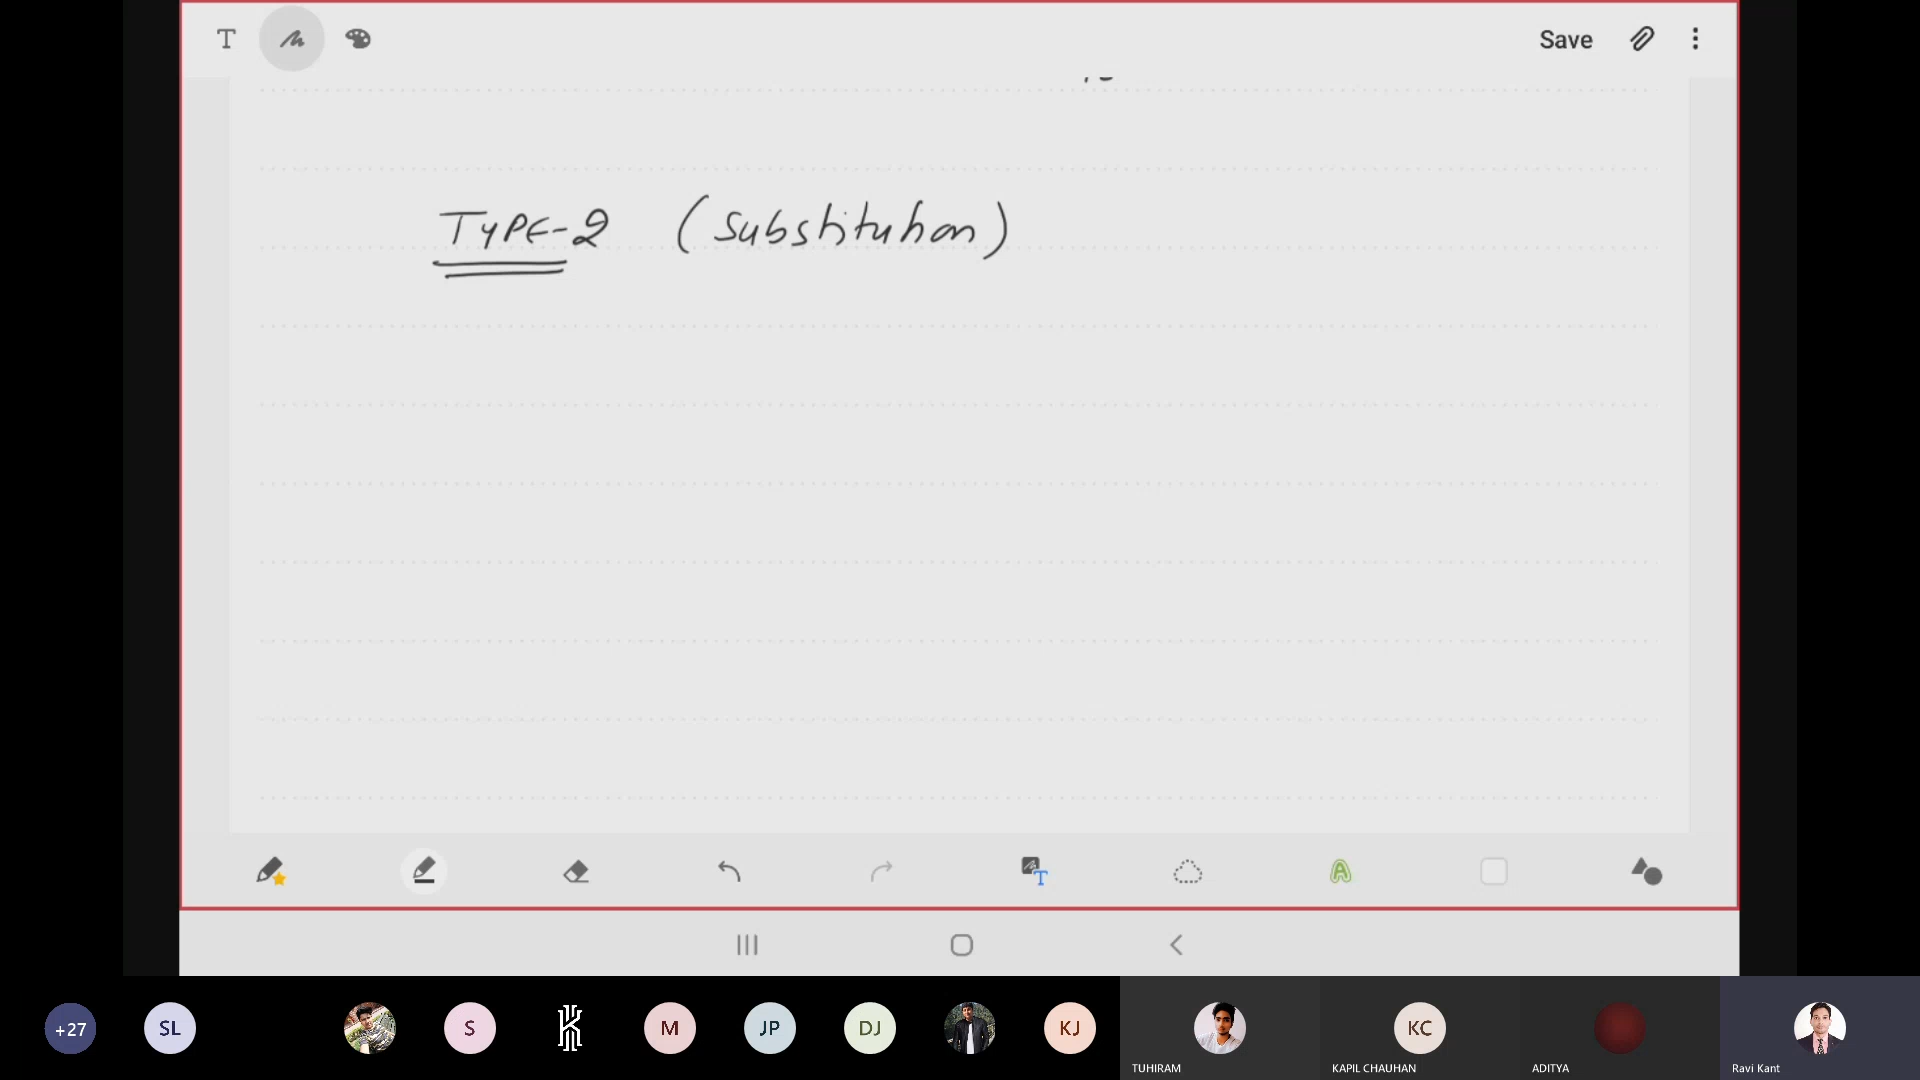 T Save
TYPE-2 (Substitution)
T A
+27 SL S M JP DJ KJ KC
TUHIRAM KAPIL CHAUHAN ADITYA Ravi Kant